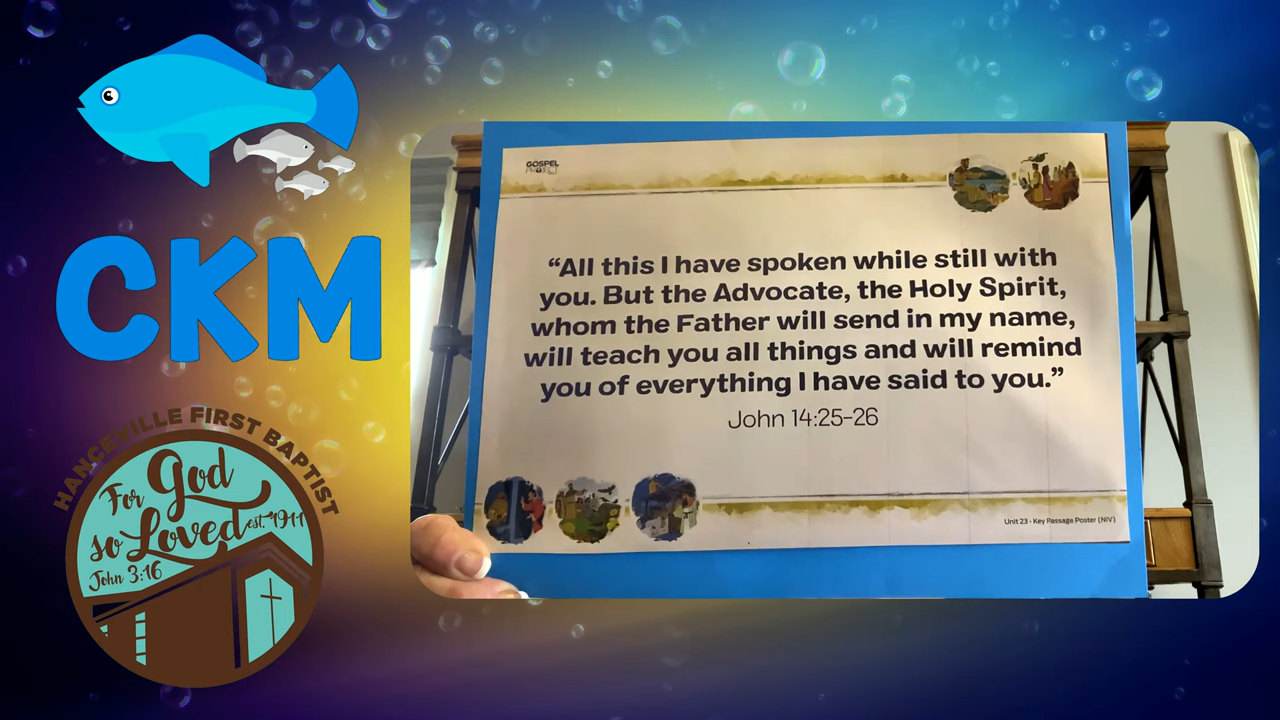 CKM
HANCEVILLE FIRST BAPTIST
For God
so Loved
est. 1911
John 3:16
GOSPEL
PROJECT
“All this I have spoken while still with
you. But the Advocate, the Holy Spirit,
whom the Father will send in my name,
will teach you all things and will remind
you of everything I have said to you.”
John 14:25–26
Unit 23 • Key Passage Poster (NIV)